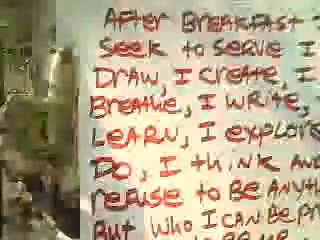 AFTER BREAKFAST
SEEK to SERVE I
DRAW, I CREATE, I
BREATHE, I WRITE,
LEARN, I EXPLORE
DO, I thiNK AND
REFUSE to BE ANYTH
But WHO I CAN BE PR